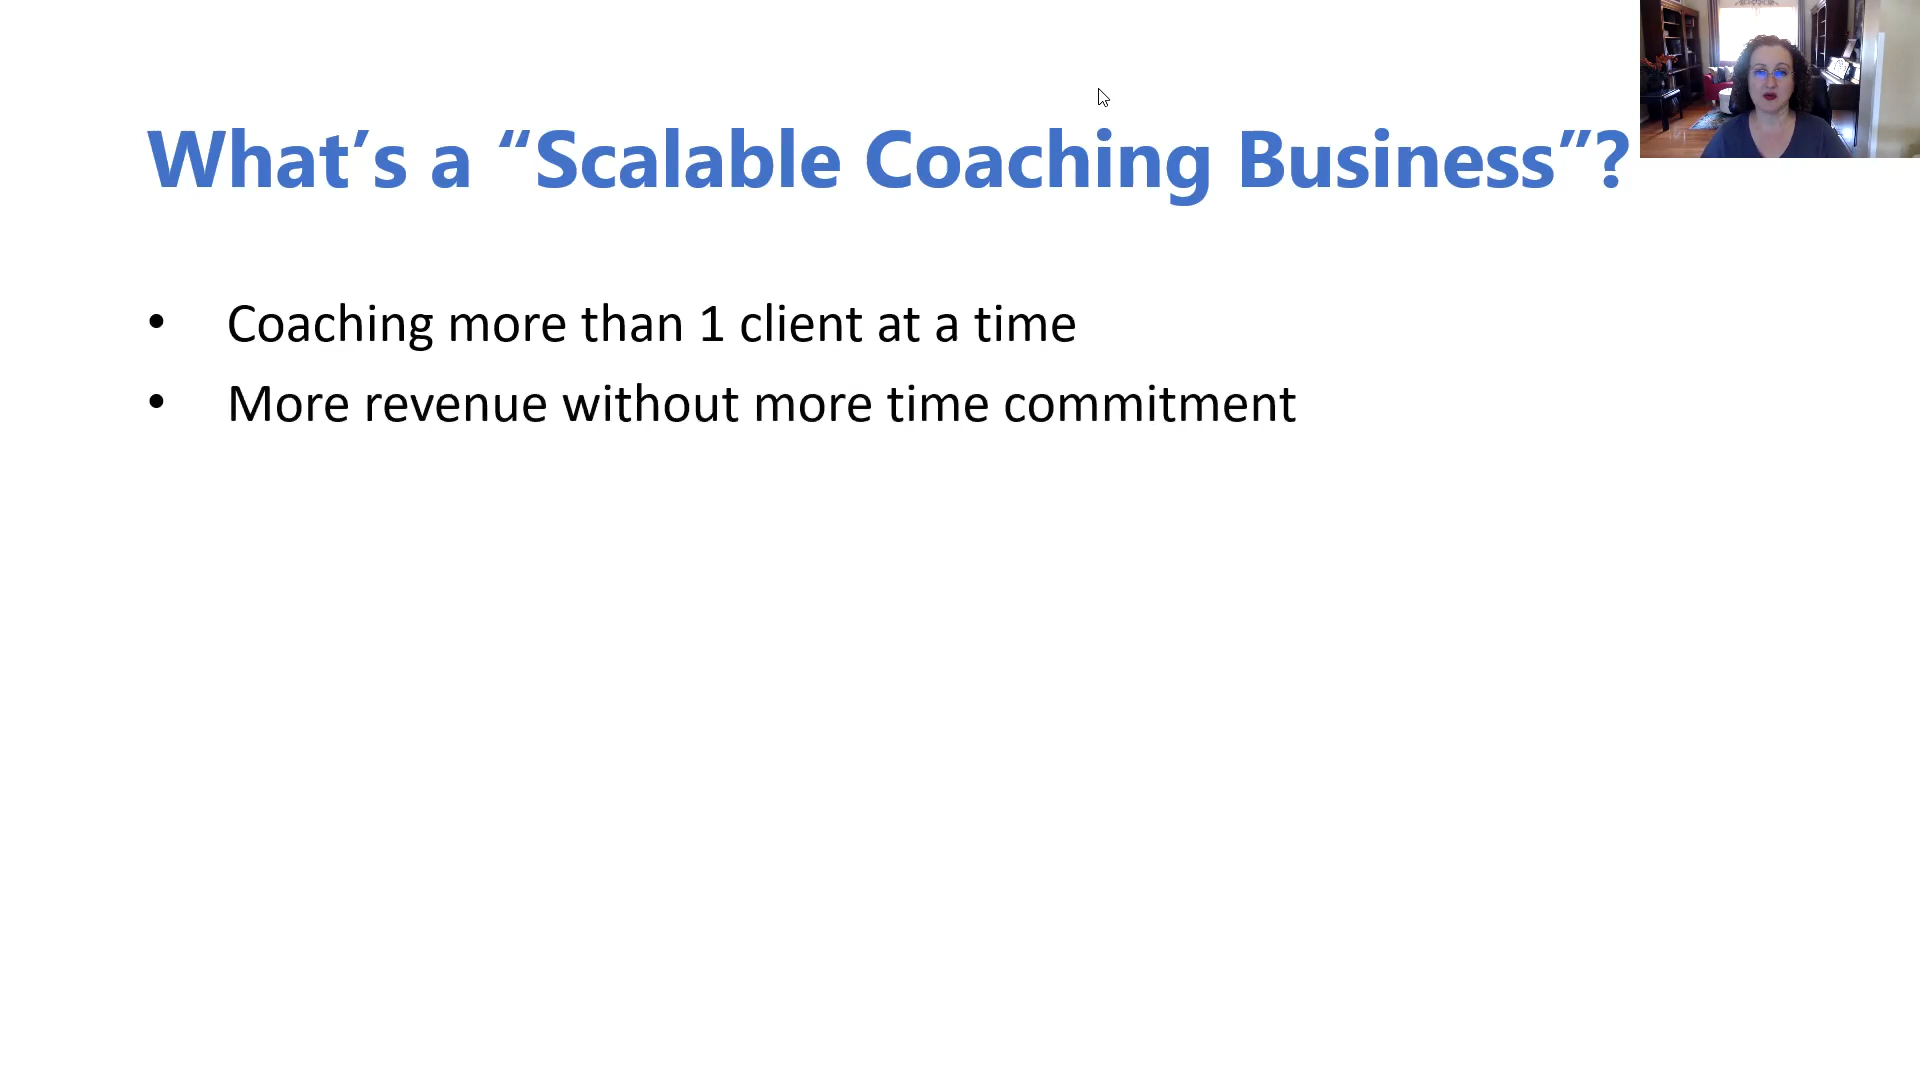 What’s a “Scalable Coaching Business”?
• Coaching more than 1 client at a time
• More revenue without more time commitment